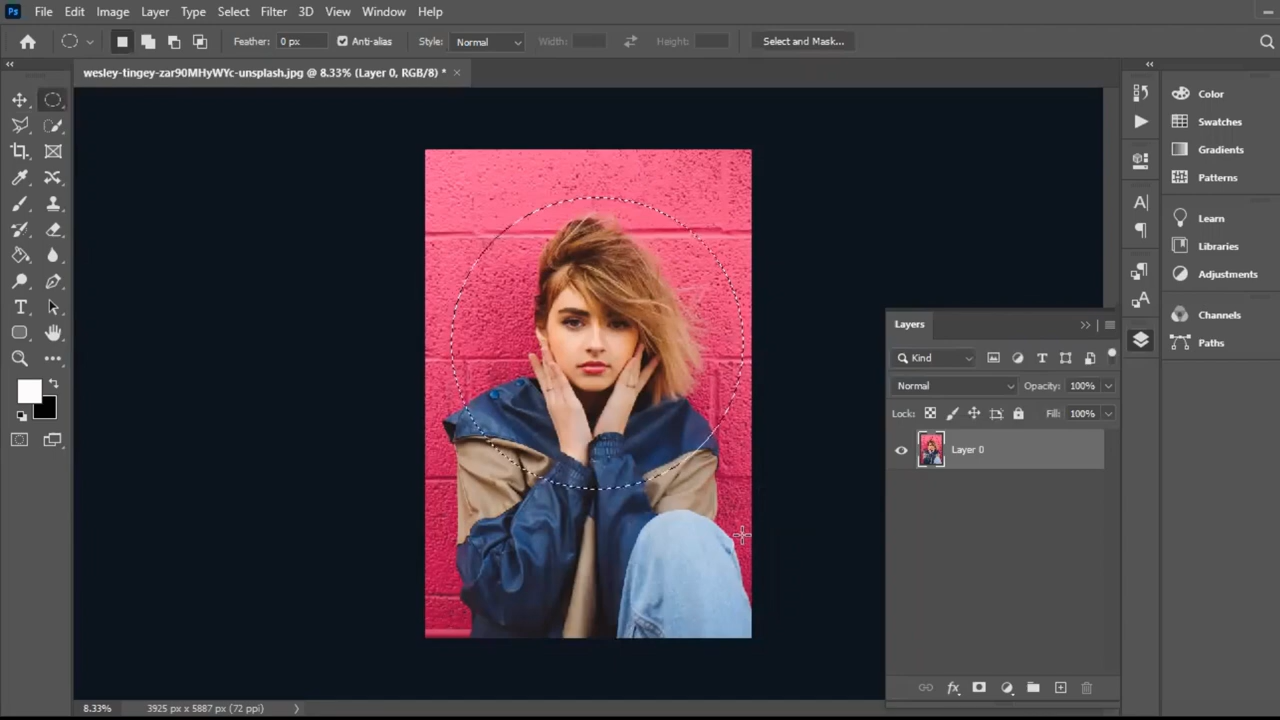 Ps File Edit Image Layer Type Select Filter 3D View Window Help
Feather: 0 px Anti-alias Style: Normal Width: Height: Select and Mask...
wesley-tingey-zar90MHyWYc-unsplash.jpg @ 8.33% (Layer 0, RGB/8) *
Color
Swatches
Gradients
Patterns
Learn
Libraries
Adjustments
Channels
Paths
Layers
Kind
Normal Opacity: 100%
Lock: Fill: 100%
Layer 0
8.33% 3925 px x 5887 px (72 ppi)